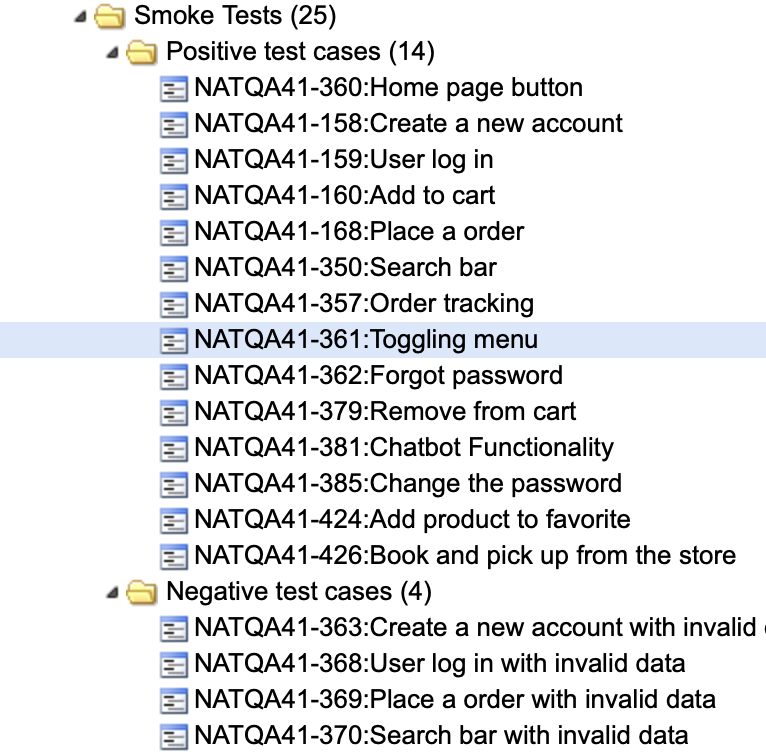 Smoke Tests (25)
Positive test cases (14)
NATQA41-360:Home page button
NATQA41-158:Create a new account
NATQA41-159:User log in
NATQA41-160:Add to cart
NATQA41-168:Place a order
NATQA41-350:Search bar
NATQA41-357:Order tracking
NATQA41-361:Toggling menu
NATQA41-362:Forgot password
NATQA41-379:Remove from cart
NATQA41-381:Chatbot Functionality
NATQA41-385:Change the password
NATQA41-424:Add product to favorite
NATQA41-426:Book and pick up from the store
Negative test cases (4)
NATQA41-363:Create a new account with invalid
NATQA41-368:User log in with invalid data
NATQA41-369:Place a order with invalid data
NATQA41-370:Search bar with invalid data